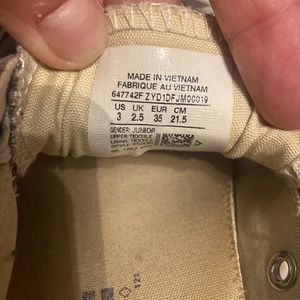 MADE IN VIETNAM
FABRIQUE AU VIETNAM
647742F ZYD1DFJM00019
US UK EUR CM
3 2.5 35 21.5
GENDER: JUNIOR
UPPER: TEXTILE
LINING: TEXTILE